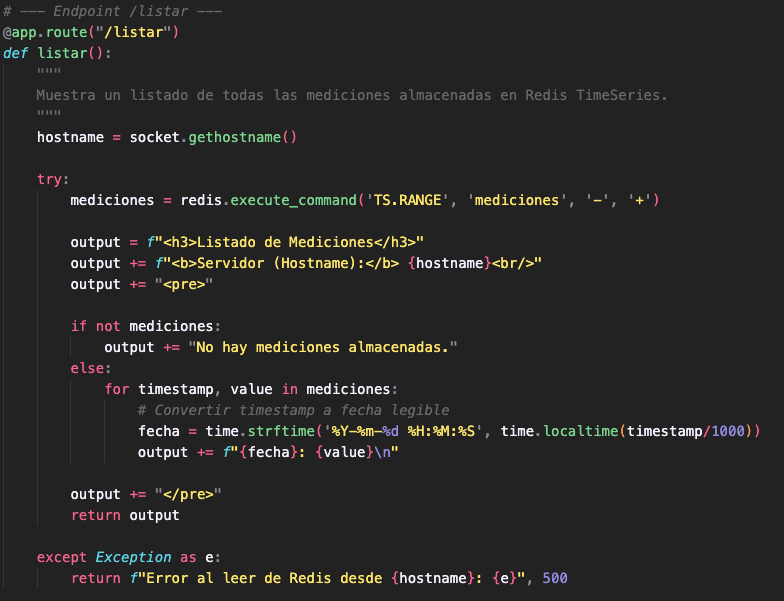 # --- Endpoint /listar ---
@app.route("/listar")
def listar():
    """
    Muestra un listado de todas las mediciones almacenadas en Redis TimeSeries.
    """
    hostname = socket.gethostname()
    try:
        mediciones = redis.execute_command('TS.RANGE', 'mediciones', '-', '+')
        output = f"<h3>Listado de Mediciones</h3>"
        output += f"<b>Servidor (Hostname):</b> {hostname}<br/>"
        output += "<pre>"
        if not mediciones:
            output += "No hay mediciones almacenadas."
        else:
            for timestamp, value in mediciones:
                # Convertir timestamp a fecha legible
                fecha = time.strftime('%Y-%m-%d %H:%M:%S', time.localtime(timestamp/1000))
                output += f"{fecha}: {value}\n"
        output += "</pre>"
        return output
    except Exception as e:
        return f"Error al leer de Redis desde {hostname}: {e}", 500